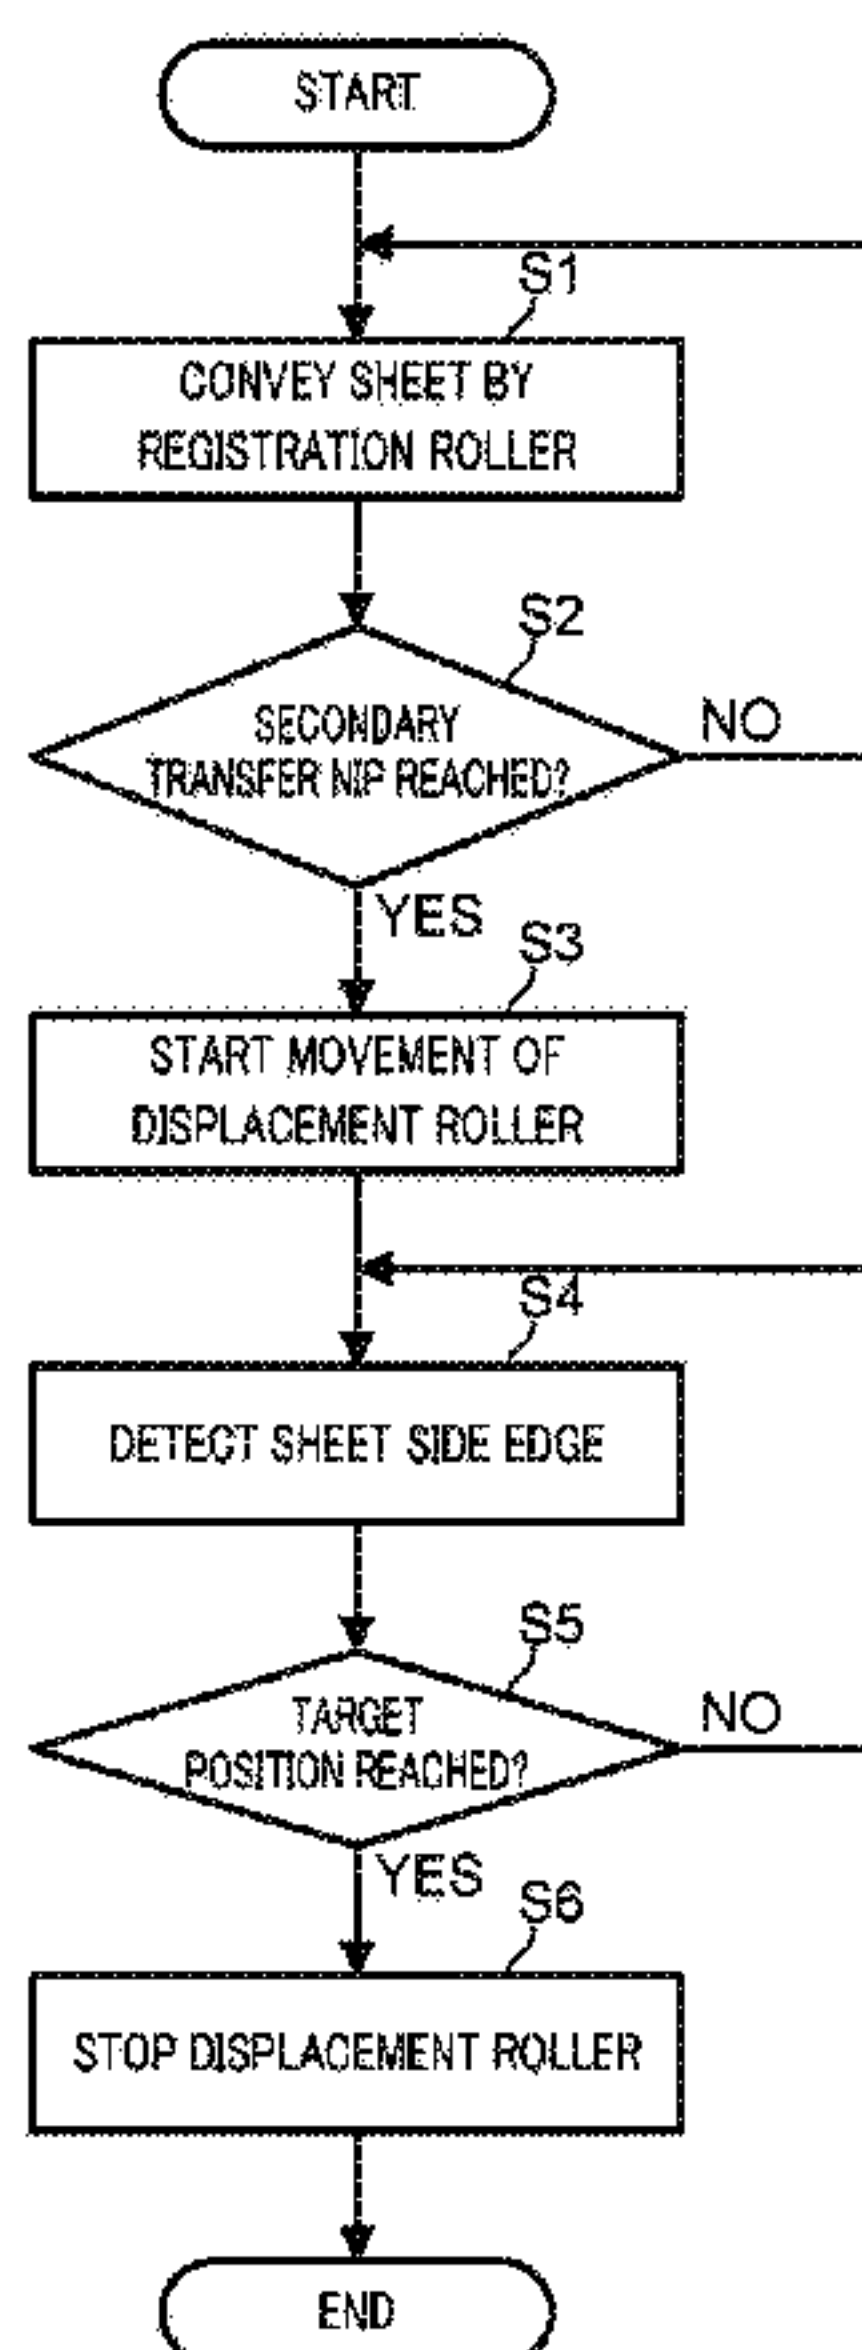 START
S1
CONVEY SHEET BY
REGISTRATION ROLLER
S2
SECONDARY
TRANSFER NIP REACHED?
NO
YES
S3
START MOVEMENT OF
DISPLACEMENT ROLLER
S4
DETECT SHEET SIDE EDGE
S5
TARGET
POSITION REACHED?
NO
YES
S6
STOP DISPLACEMENT ROLLER
END